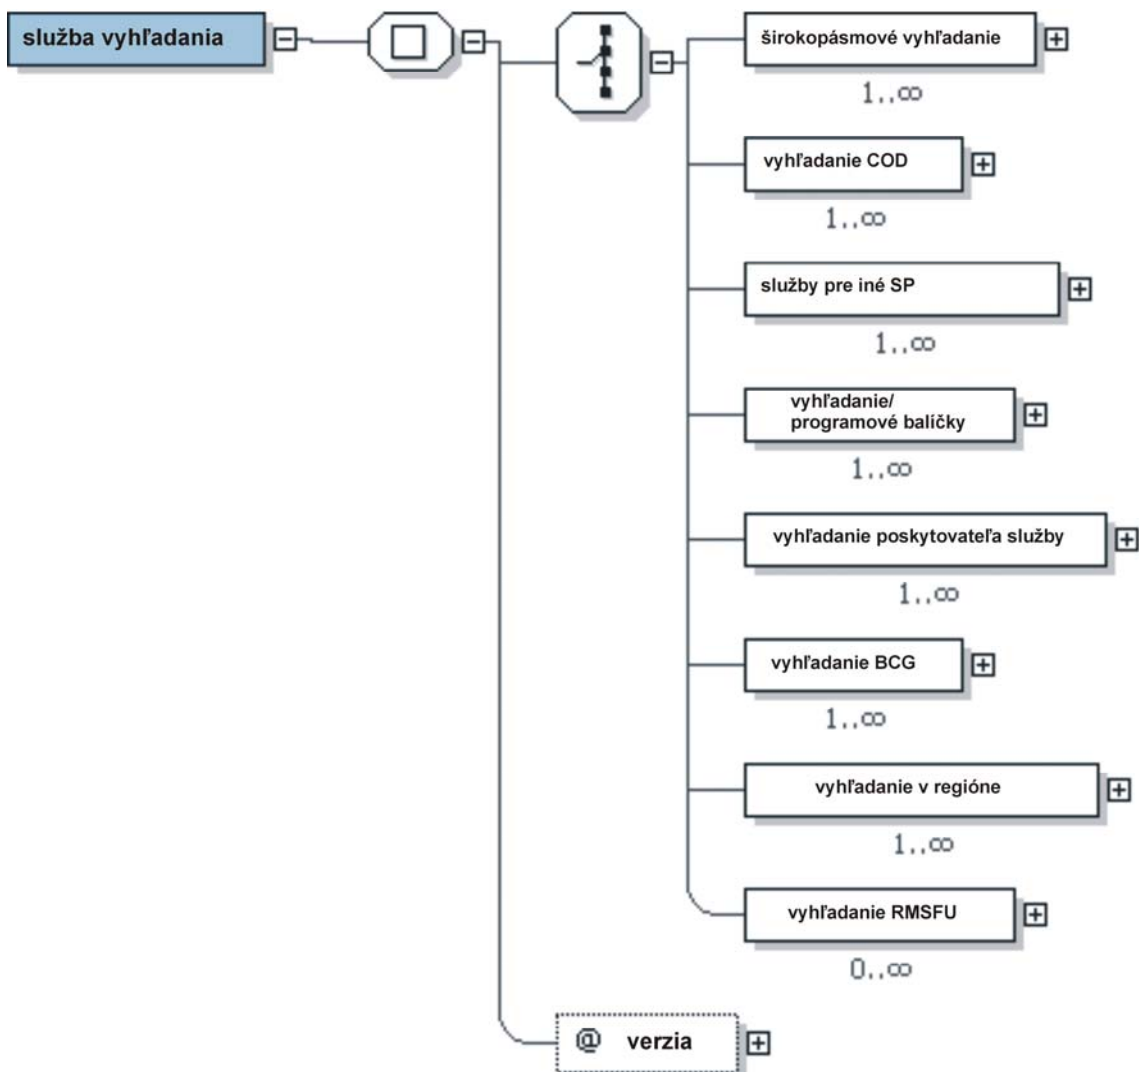 služba vyhľadania
širokopásmové vyhľadanie
1..∞
vyhľadanie COD
1..∞
služby pre iné SP
1..∞
vyhľadanie/
programové balíčky
1..∞
vyhľadanie poskytovateľa služby
1..∞
vyhľadanie BCG
1..∞
vyhľadanie v regióne
1..∞
vyhľadanie RMSFU
0..∞
@ verzia